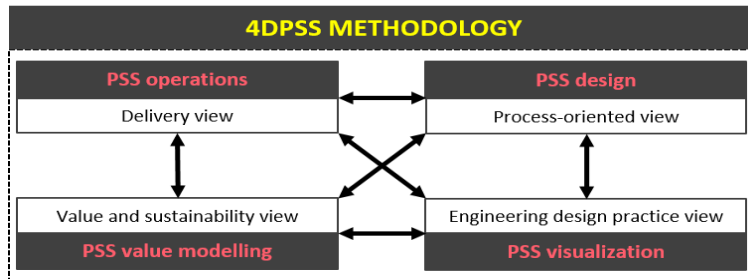 4DPSS METHODOLOGY
PSS operations
Delivery view
PSS design
Process-oriented view
Value and sustainability view
PSS value modelling
Engineering design practice view
PSS visualization